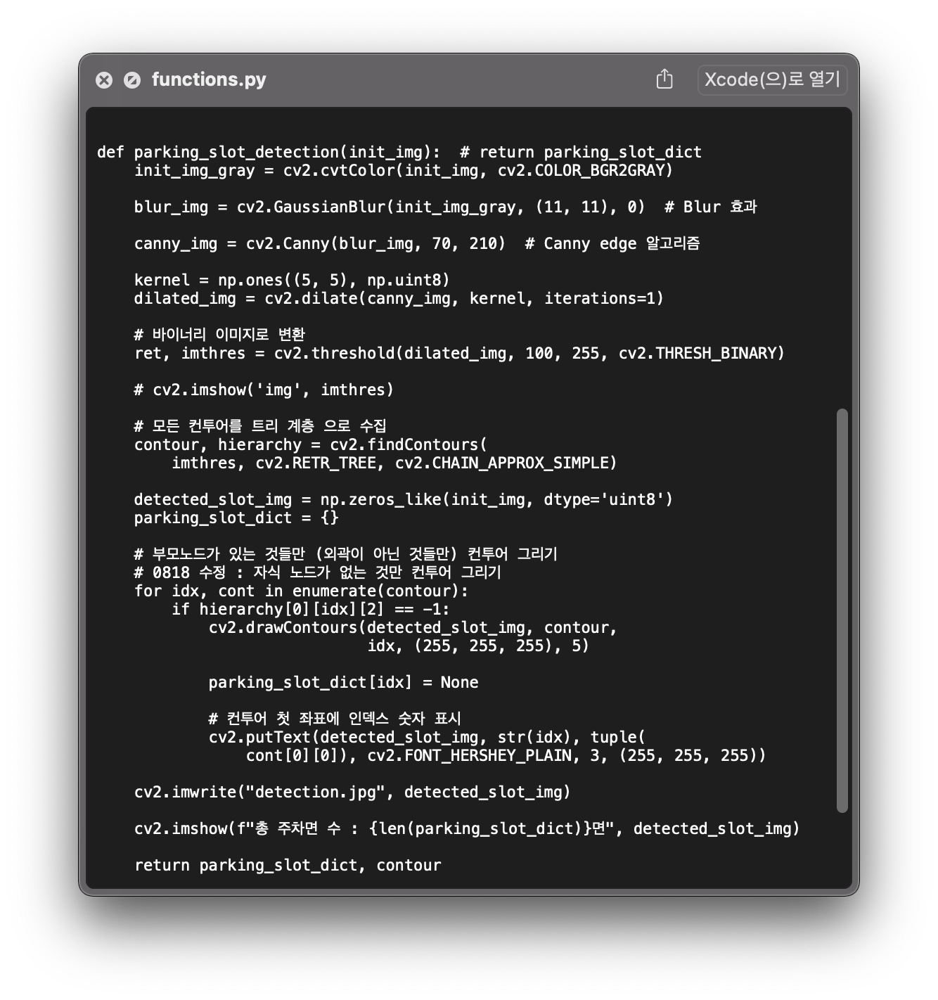 functions.py
Xcode(으)로 열기
def parking_slot_detection(init_img):  # return parking_slot_dict
    init_img_gray = cv2.cvtColor(init_img, cv2.COLOR_BGR2GRAY)
    blur_img = cv2.GaussianBlur(init_img_gray, (11, 11), 0)  # Blur 효과
    canny_img = cv2.Canny(blur_img, 70, 210)  # Canny edge 알고리즘
    kernel = np.ones((5, 5), np.uint8)
    dilated_img = cv2.dilate(canny_img, kernel, iterations=1)
    # 바이너리 이미지로 변환
    ret, imthres = cv2.threshold(dilated_img, 100, 255, cv2.THRESH_BINARY)
    # cv2.imshow('img', imthres)
    # 모든 컨투어를 트리 계층 으로 수집
    contour, hierarchy = cv2.findContours(
        imthres, cv2.RETR_TREE, cv2.CHAIN_APPROX_SIMPLE)
    detected_slot_img = np.zeros_like(init_img, dtype='uint8')
    parking_slot_dict = {}
    # 부모노드가 있는 것들만 (외곽이 아닌 것들만) 컨투어 그리기
    # 0818 수정 : 자식 노드가 없는 것만 컨투어 그리기
    for idx, cont in enumerate(contour):
        if hierarchy[0][idx][2] == -1:
            cv2.drawContours(detected_slot_img, contour,
                             idx, (255, 255, 255), 5)
            parking_slot_dict[idx] = None
            # 컨투어 첫 좌표에 인덱스 숫자 표시
            cv2.putText(detected_slot_img, str(idx), tuple(
                cont[0][0]), cv2.FONT_HERSHEY_PLAIN, 3, (255, 255, 255))
    cv2.imwrite("detection.jpg", detected_slot_img)
    cv2.imshow(f"총 주차면 수 : {len(parking_slot_dict)}면", detected_slot_img)
    return parking_slot_dict, contour